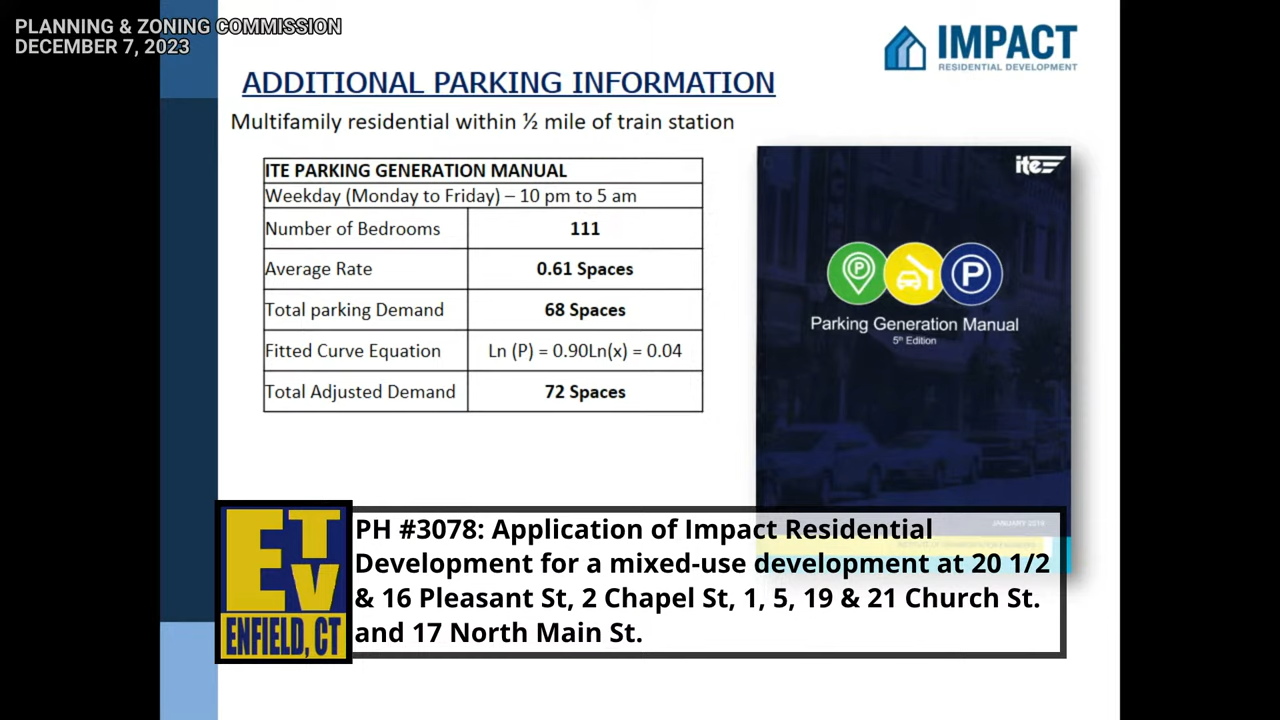 PLANNING & ZONING COMMISSION
DECEMBER 7, 2023
IMPACT
RESIDENTIAL DEVELOPMENT
ADDITIONAL PARKING INFORMATION
Multifamily residential within ½ mile of train station
ITE PARKING GENERATION MANUAL
Weekday (Monday to Friday) – 10 pm to 5 am
Number of Bedrooms 111
Average Rate 0.61 Spaces
Total parking Demand 68 Spaces
Fitted Curve Equation Ln (P) = 0.90Ln(x) = 0.04
Total Adjusted Demand 72 Spaces
ite
P P
Parking Generation Manual
5th Edition
ETV
ENFIELD, CT
PH #3078: Application of Impact Residential
Development for a mixed-use development at 20 1/2
& 16 Pleasant St, 2 Chapel St, 1, 5, 19 & 21 Church St.
and 17 North Main St.